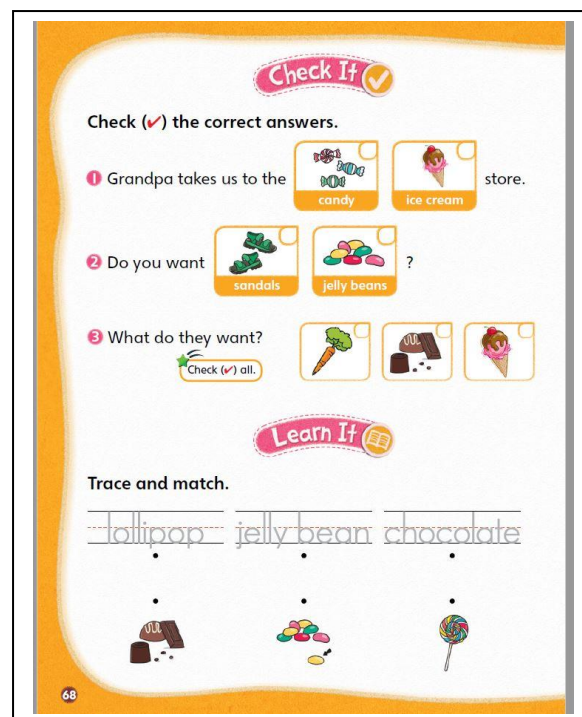 Check It
Check (✔) the correct answers.
1 Grandpa takes us to the candy ice cream store.
2 Do you want sandals jelly beans ?
3 What do they want?
Check (✔) all.
Learn It
Trace and match.
lollipop jelly bean chocolate
68